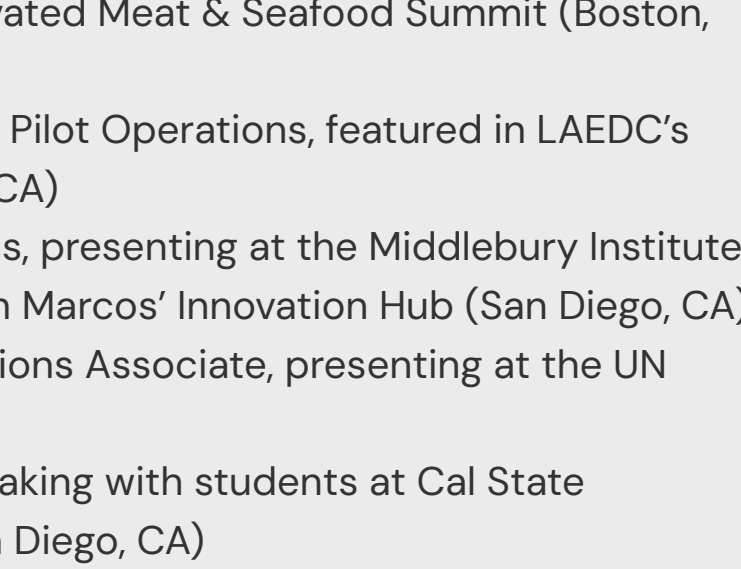 vated Meat & Seafood Summit (Boston,
Pilot Operations, featured in LAEDC’s
CA)
s, presenting at the Middlebury Institute
n Marcos’ Innovation Hub (San Diego, CA)
ions Associate, presenting at the UN
aking with students at Cal State
Diego, CA)